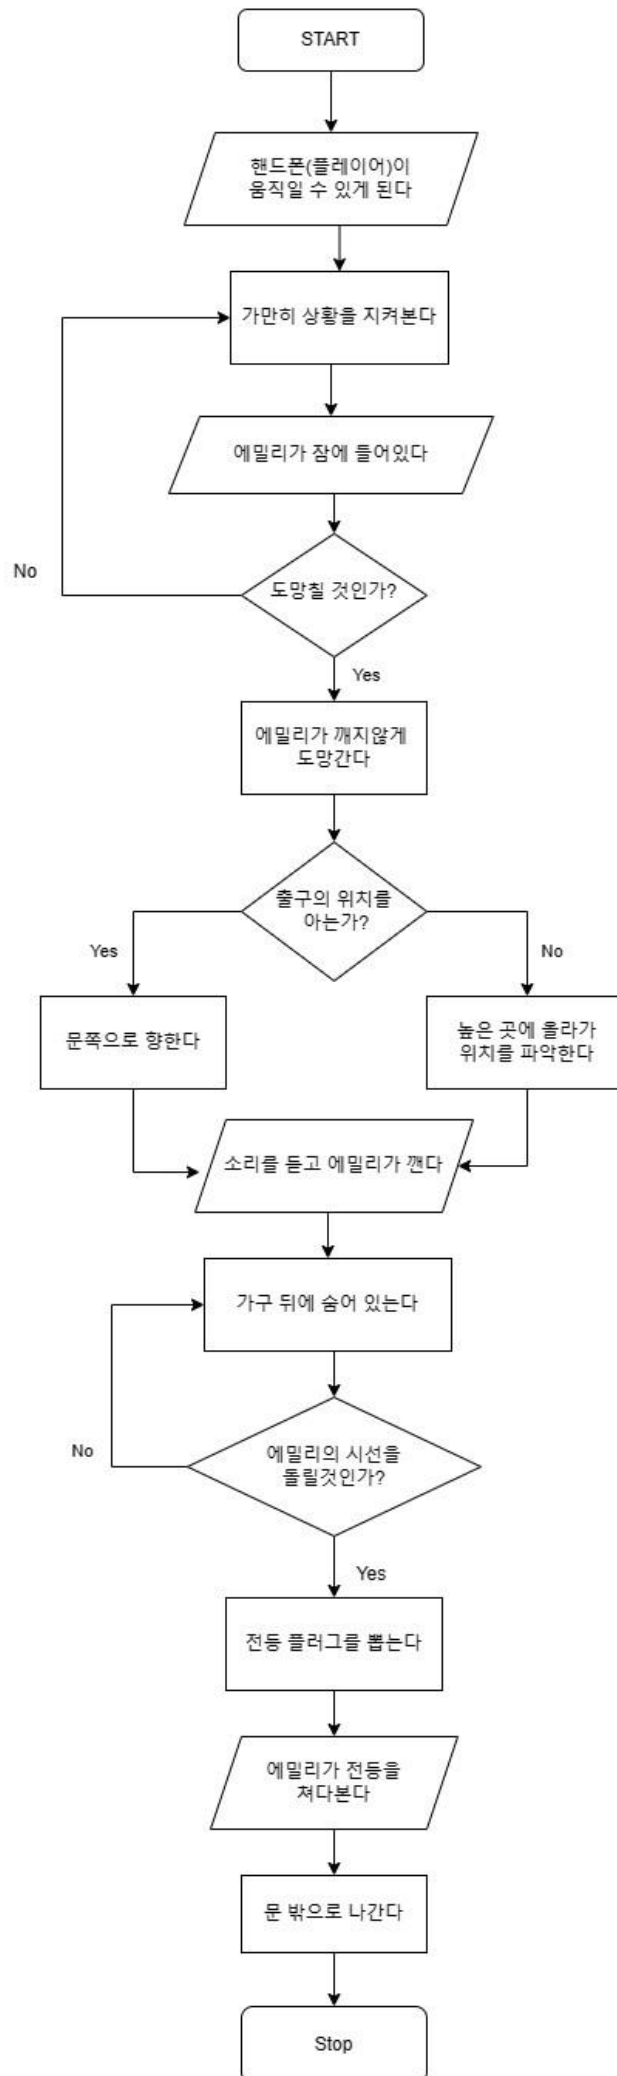 START
핸드폰(플레이어)이
움직일 수 있게 된다
가만히 상황을 지켜본다
에밀리가 잠에 들어있다
No
도망칠 것인가?
Yes
에밀리가 깨지않게
도망간다
출구의 위치를
아는가?
Yes
No
문쪽으로 향한다
높은 곳에 올라가
위치를 파악한다
소리를 듣고 에밀리가 깬다
가구 뒤에 숨어 있는다
No
에밀리의 시선을
돌릴것인가?
Yes
전등 플러그를 뽑는다
에밀리가 전등을
쳐다본다
문 밖으로 나간다
Stop